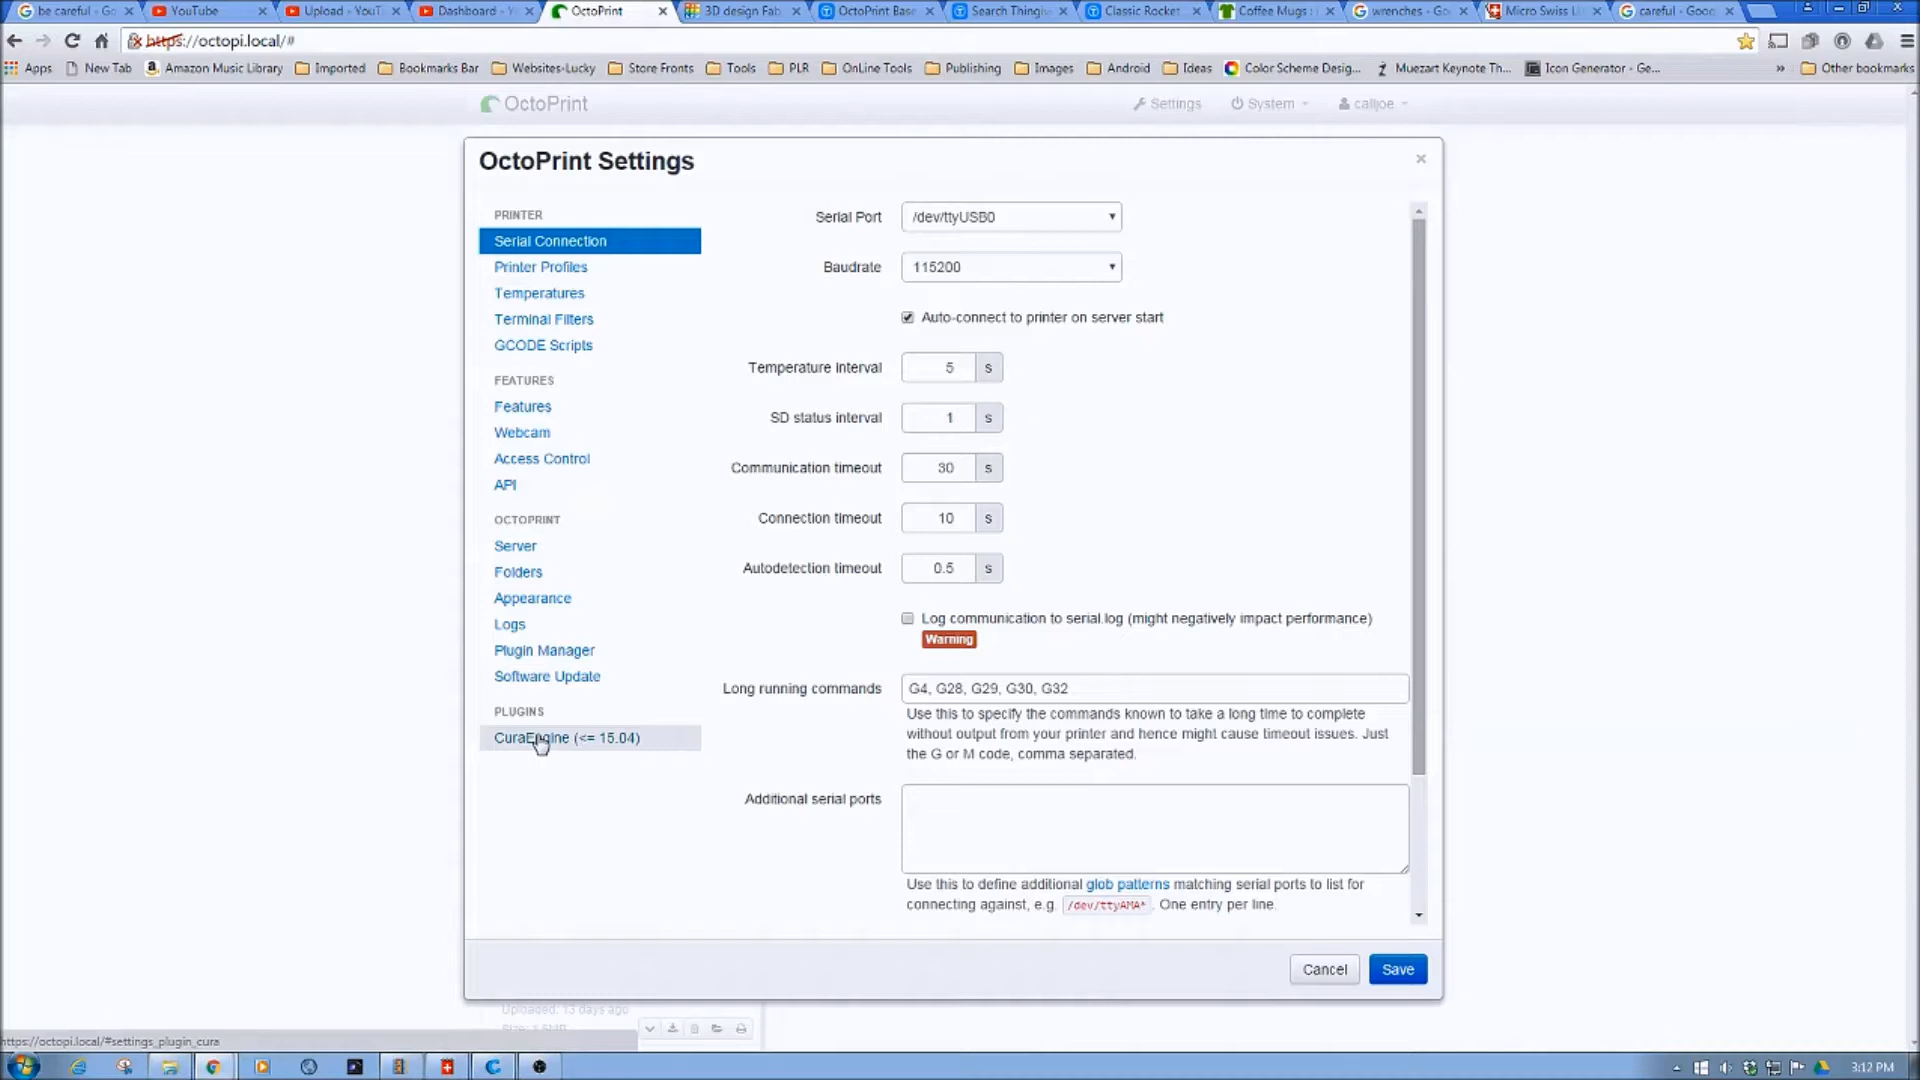 be careful - Go
YouTube
Upload - YouT
Dashboard - Y
OctoPrint
3D design Fab
OctoPrint Base
Search Thingiv
Classic Rocket
Coffee Mugs :
wrenches - Go
Micro Swiss L
careful - Goo
https://octopi.local/#
Apps
New Tab
Amazon Music Library
Imported
Bookmarks Bar
Websites-Lucky
Store Fronts
Tools
PLR
OnLine Tools
Publishing
Images
Android
Ideas
Color Scheme Desig...
Muezart Keynote Th...
Icon Generator - Ge...
»
Other bookmarks
OctoPrint
Settings
System
calljoe
OctoPrint Settings
×
PRINTER
Serial Connection
Printer Profiles
Temperatures
Terminal Filters
GCODE Scripts
FEATURES
Features
Webcam
Access Control
API
OCTOPRINT
Server
Folders
Appearance
Logs
Plugin Manager
Software Update
PLUGINS
CuraEngine (<= 15.04)
Serial Port /dev/ttyUSB0
Baudrate 115200
Auto-connect to printer on server start
Temperature interval 5 s
SD status interval 1 s
Communication timeout 30 s
Connection timeout 10 s
Autodetection timeout 0.5 s
Log communication to serial.log (might negatively impact performance)
Warning
Long running commands G4, G28, G29, G30, G32
Use this to specify the commands known to take a long time to complete
without output from your printer and hence might cause timeout issues. Just
the G or M code, comma separated.
Additional serial ports
Use this to define additional glob patterns matching serial ports to list for
connecting against, e.g. /dev/ttyAMA* . One entry per line.
Cancel
Save
Uploaded: 13 days ago
https://octopi.local/#settings_plugin_cura
3:12 PM